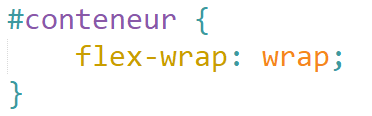 #conteneur {
    flex-wrap: wrap;
}